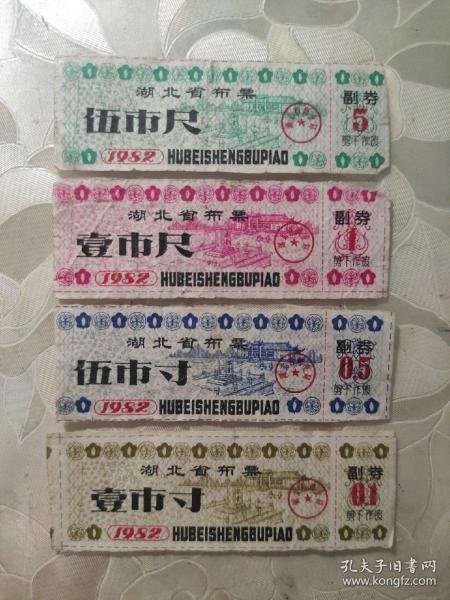 湖北省布票
伍市尺
1982 HUBEISHENGBUPIAO
副券
5
剪下作废
湖北省布票
壹市尺
1982 HUBEISHENGBUPIAO
副券
1
剪下作废
湖北省布票
伍市寸
1982 HUBEISHENGBUPIAO
副券
0.5
剪下作废
湖北省布票
壹市寸
1982 HUBEISHENGBUPIAO
副券
0.1
剪下作废
孔夫子旧书网
www.kongfz.com